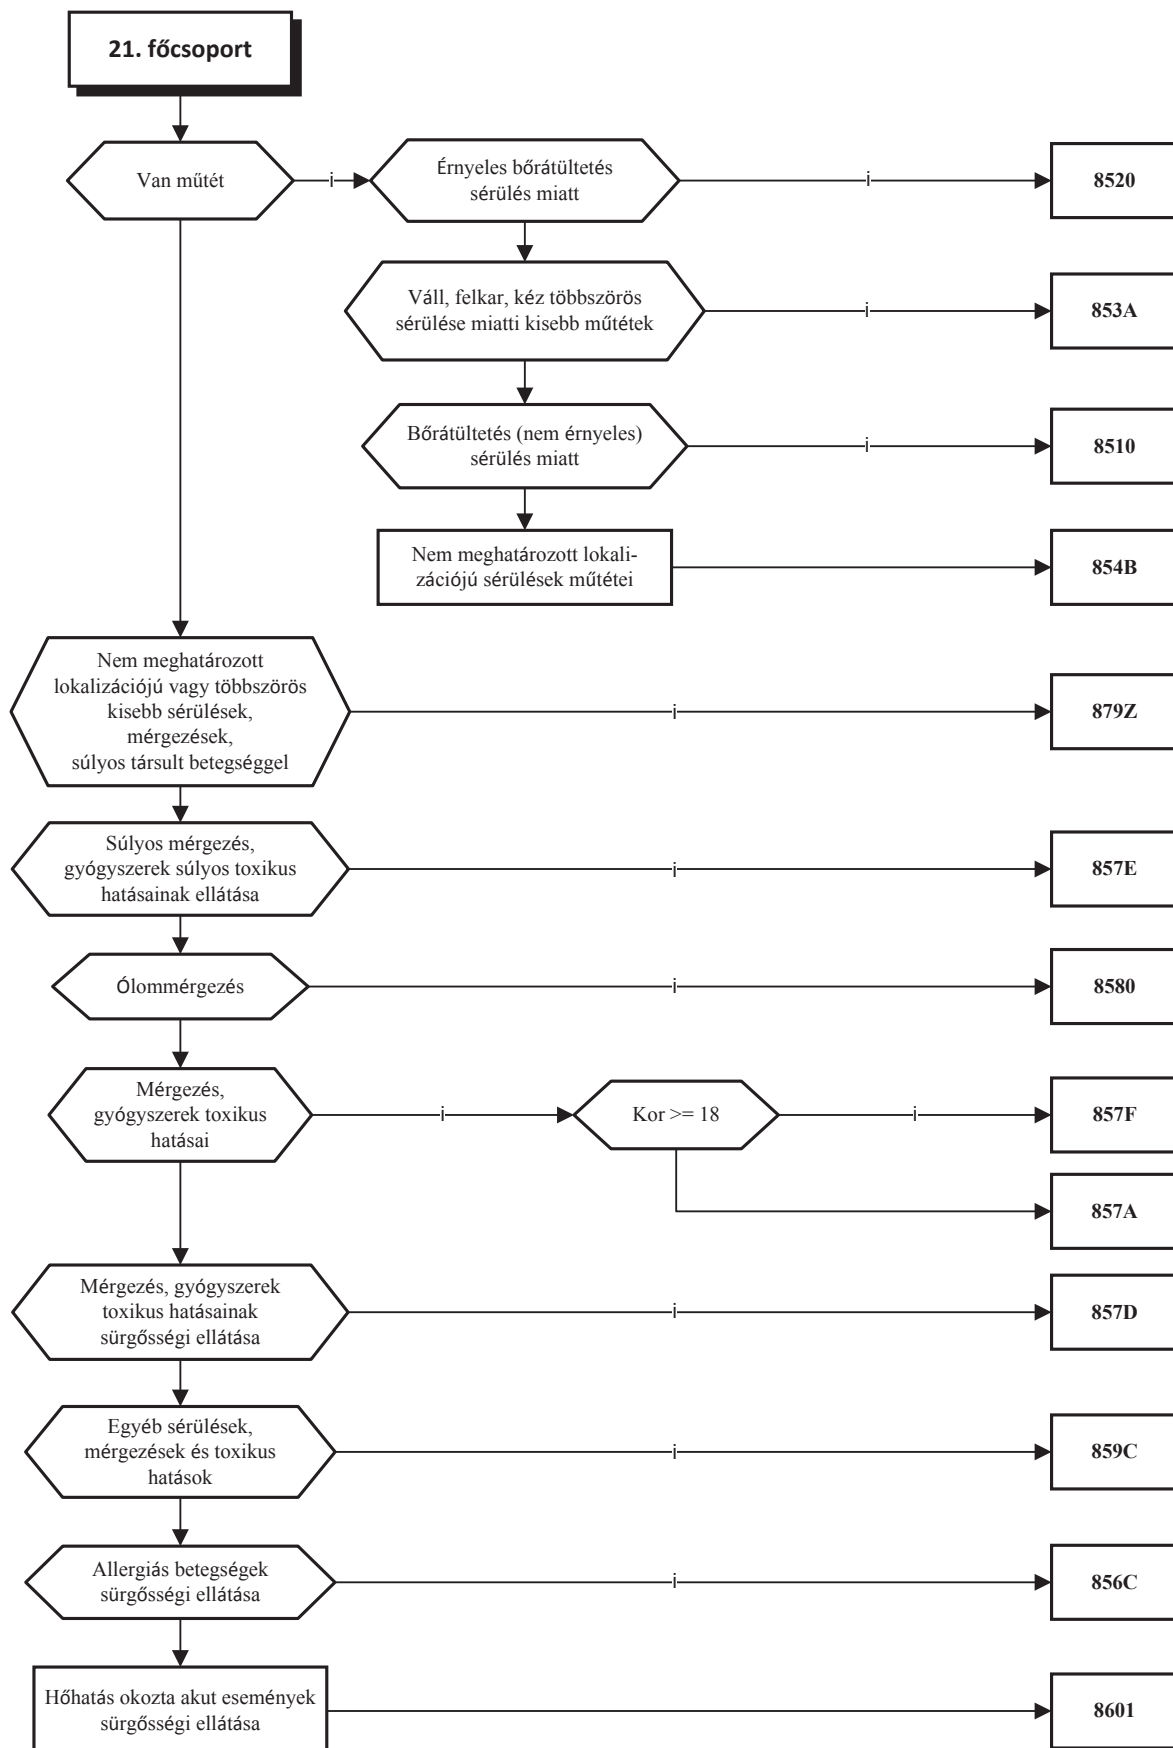 21. főcsoport
Van műtét
i
Érnyeles bőrátültetés
sérülés miatt
i
8520
Váll, felkar, kéz többszörös
sérülése miatti kisebb műtétek
i
853A
Bőrátültetés (nem érnyeles)
sérülés miatt
i
8510
Nem meghatározott lokali-
zációjú sérülések műtétei
854B
Nem meghatározott
lokalizációjú vagy többszörös
kisebb sérülések,
mérgezések,
súlyos társult betegséggel
i
879Z
Súlyos mérgezés,
gyógyszerek súlyos toxikus
hatásainak ellátása
i
857E
Ólommérgezés
i
8580
Mérgezés,
gyógyszerek toxikus
hatásai
i
Kor >= 18
i
857F
857A
Mérgezés, gyógyszerek
toxikus hatásainak
sürgősségi ellátása
i
857D
Egyéb sérülések,
mérgezések és toxikus
hatások
i
859C
Allergiás betegségek
sürgősségi ellátása
i
856C
Hőhatás okozta akut események
sürgősségi ellátása
8601